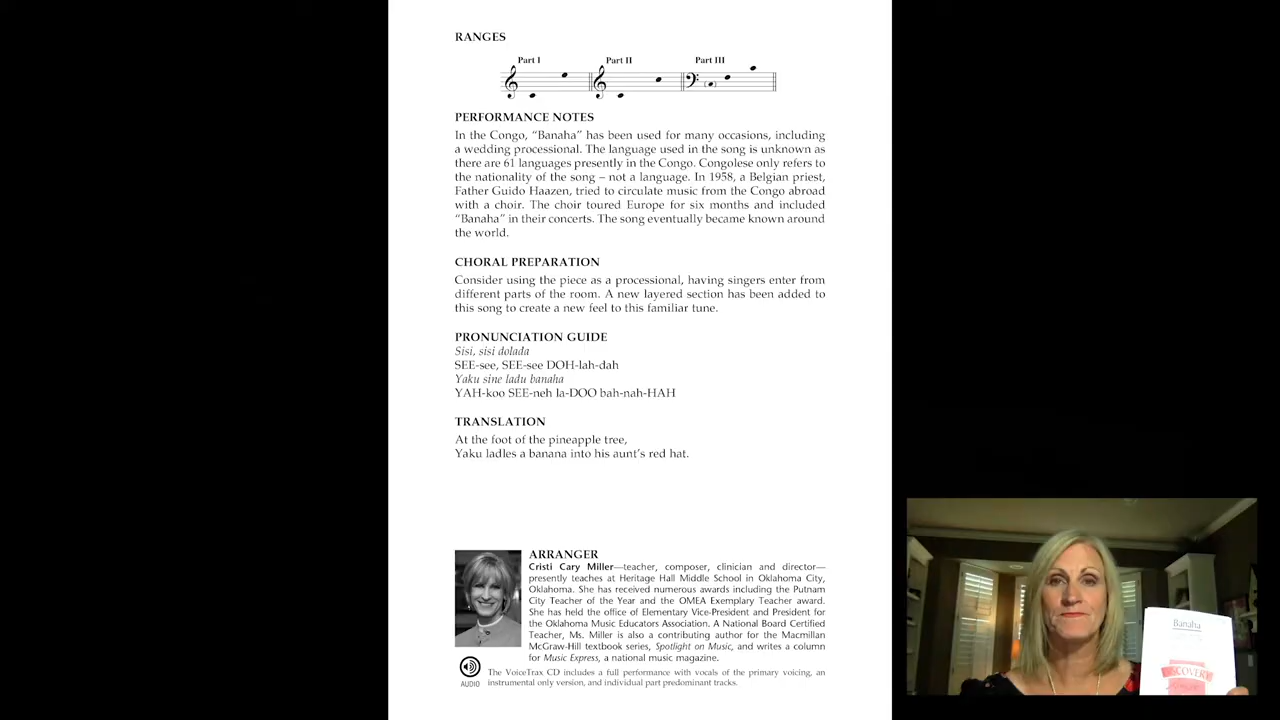 RANGES
Part I Part II Part III
PERFORMANCE NOTES
In the Congo, “Banaha” has been used for many occasions, including
a wedding processional. The language used in the song is unknown as
there are 61 languages presently in the Congo. Congolese only refers to
the nationality of the song – not a language. In 1958, a Belgian priest,
Father Guido Haazen, tried to circulate music from the Congo abroad
with a choir. The choir toured Europe for six months and included
“Banaha” in their concerts. The song eventually became known around
the world.
CHORAL PREPARATION
Consider using the piece as a processional, having singers enter from
different parts of the room. A new layered section has been added to
this song to create a new feel to this familiar tune.
PRONUNCIATION GUIDE
Sisi, sisi dolada
SEE-see, SEE-see DOH-lah-dah
Yaku sine ladu banaha
YAH-koo SEE-neh la-DOO bah-nah-HAH
TRANSLATION
At the foot of the pineapple tree,
Yaku ladles a banana into his aunt’s red hat.
ARRANGER
Cristi Cary Miller—teacher, composer, clinician and director—
presently teaches at Heritage Hall Middle School in Oklahoma City,
Oklahoma. She has received numerous awards including the Putnam
City Teacher of the Year and the OMEA Exemplary Teacher award.
She has held the office of Elementary Vice-President and President for
the Oklahoma Music Educators Association. A National Board Certified
Teacher, Ms. Miller is also a contributing author for the Macmillan
McGraw-Hill textbook series, Spotlight on Music, and writes a column
for Music Express, a national music magazine.
AUDIO
The VoiceTrax CD includes a full performance with vocals of the primary voicing, an
instrumental only version, and individual part predominant tracks.
Banaha